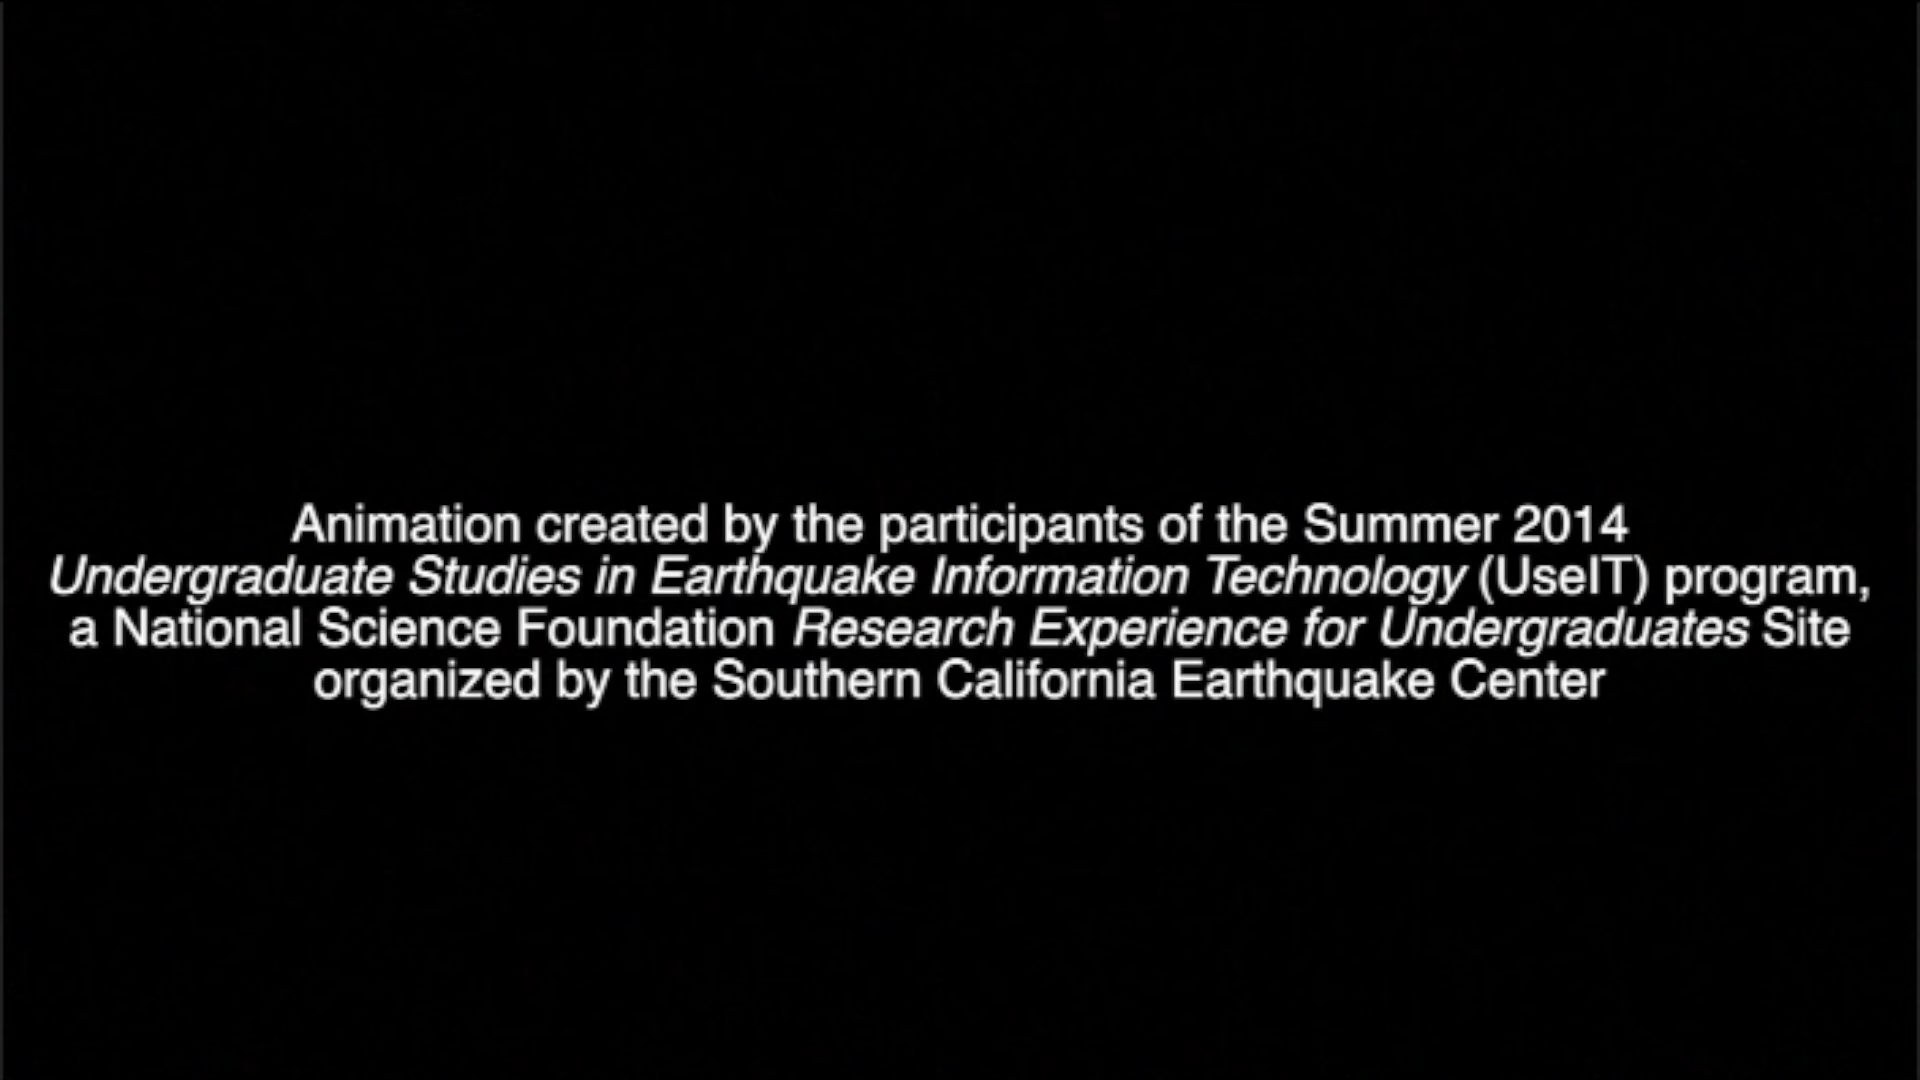 Animation created by the participants of the Summer 2014
Undergraduate Studies in Earthquake Information Technology (UseIT) program,
a National Science Foundation Research Experience for Undergraduates Site
organized by the Southern California Earthquake Center